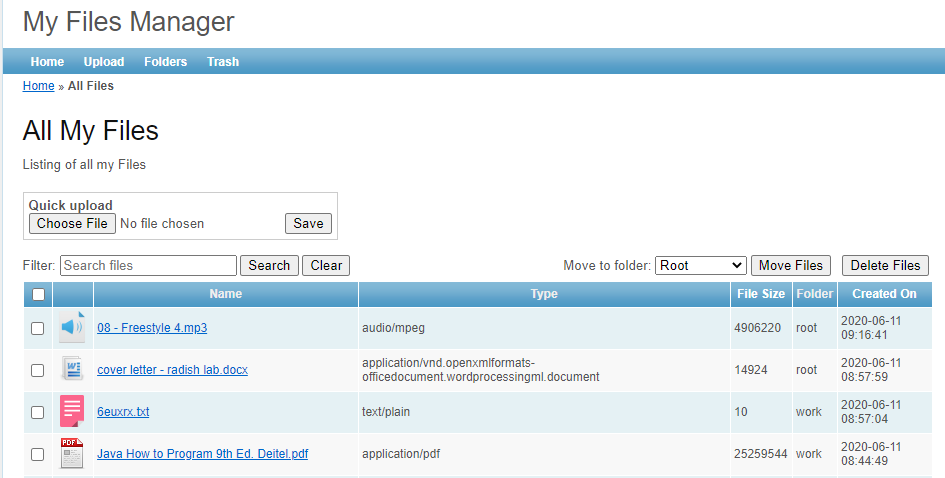 My Files Manager
Home Upload Folders Trash
Home » All Files
All My Files
Listing of all my Files
Quick upload
Choose File No file chosen Save
Filter: Search files Search Clear Move to folder: Root Move Files Delete Files
Name Type File Size Folder Created On
08 - Freestyle 4.mp3 audio/mpeg 4906220 root 2020-06-11
09:16:41
cover letter - radish lab.docx application/vnd.openxmlformats- 14924 root 2020-06-11
officedocument.wordprocessingml.document 08:57:59
6euxrx.txt text/plain 10 work 2020-06-11
08:57:04
PDF
Java How to Program 9th Ed. Deitel.pdf application/pdf 25259544 work 2020-06-11
08:44:49